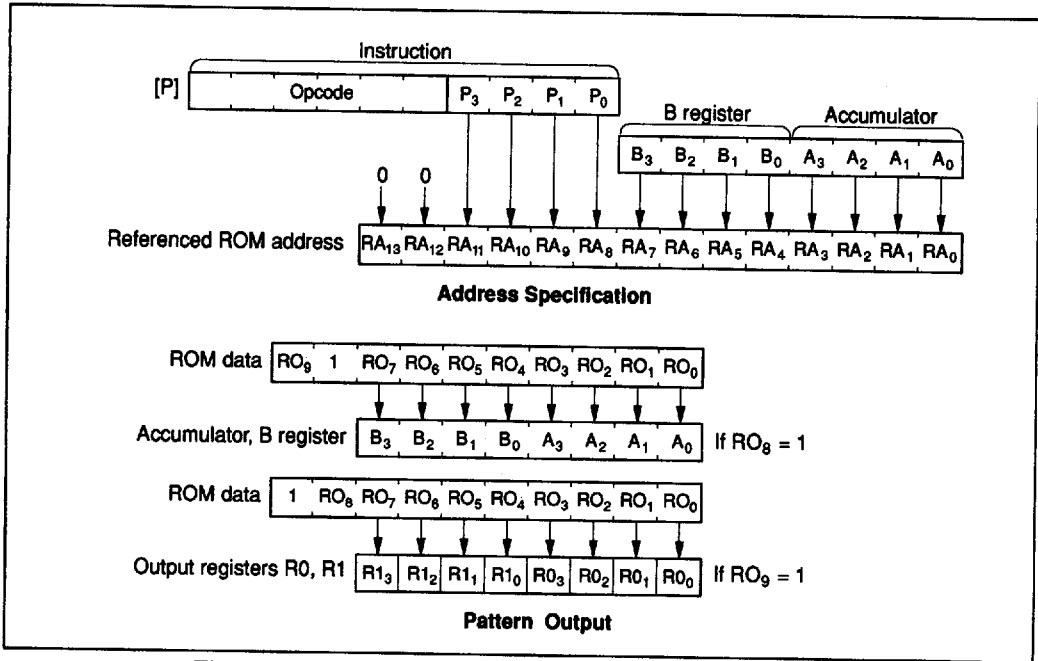 Instruction
[P] Opcode P₃ P₂ P₁ P₀
B register Accumulator
B₃ B₂ B₁ B₀ A₃ A₂ A₁ A₀
0 0
Referenced ROM address RA₁₃ RA₁₂ RA₁₁ RA₁₀ RA₉ RA₈ RA₇ RA₆ RA₅ RA₄ RA₃ RA₂ RA₁ RA₀
Address Specification
ROM data RO₉ 1 RO₇ RO₆ RO₅ RO₄ RO₃ RO₂ RO₁ RO₀
Accumulator, B register B₃ B₂ B₁ B₀ A₃ A₂ A₁ A₀ If RO₈ = 1
ROM data 1 RO₈ RO₇ RO₆ RO₅ RO₄ RO₃ RO₂ RO₁ RO₀
Output registers R0, R1 R1₃ R1₂ R1₁ R1₀ R0₃ R0₂ R0₁ R0₀ If RO₉ = 1
Pattern Output